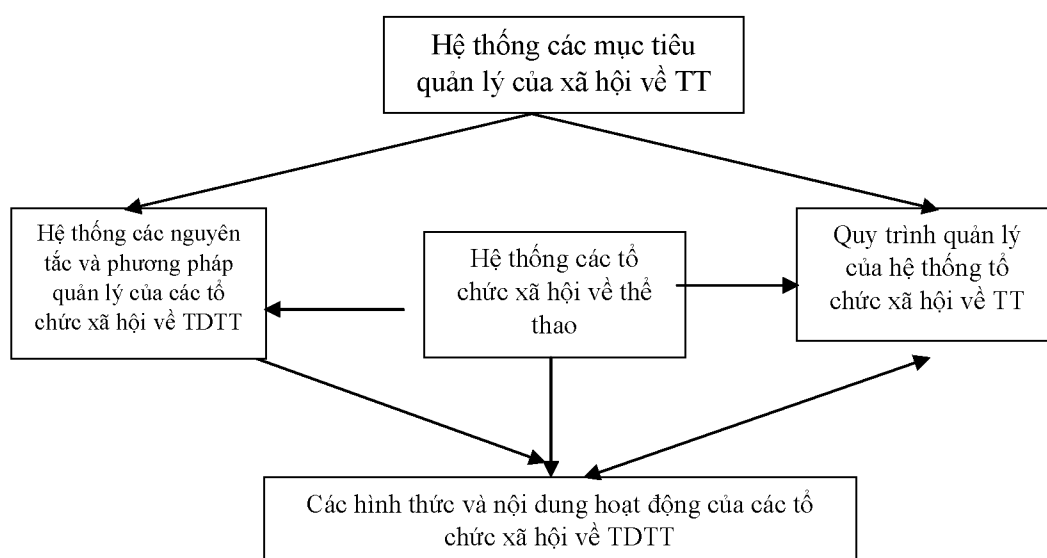 Hệ thống các mục tiêu
quản lý của xã hội về TT
Hệ thống các nguyên
tắc và phương pháp
quản lý của các tổ
chức xã hội về TDTT
Hệ thống các tổ
chức xã hội về thể
thao
Quy trình quản lý
của hệ thống tổ
chức xã hội về TT
Các hình thức và nội dung hoạt động của các tổ
chức xã hội về TDTT